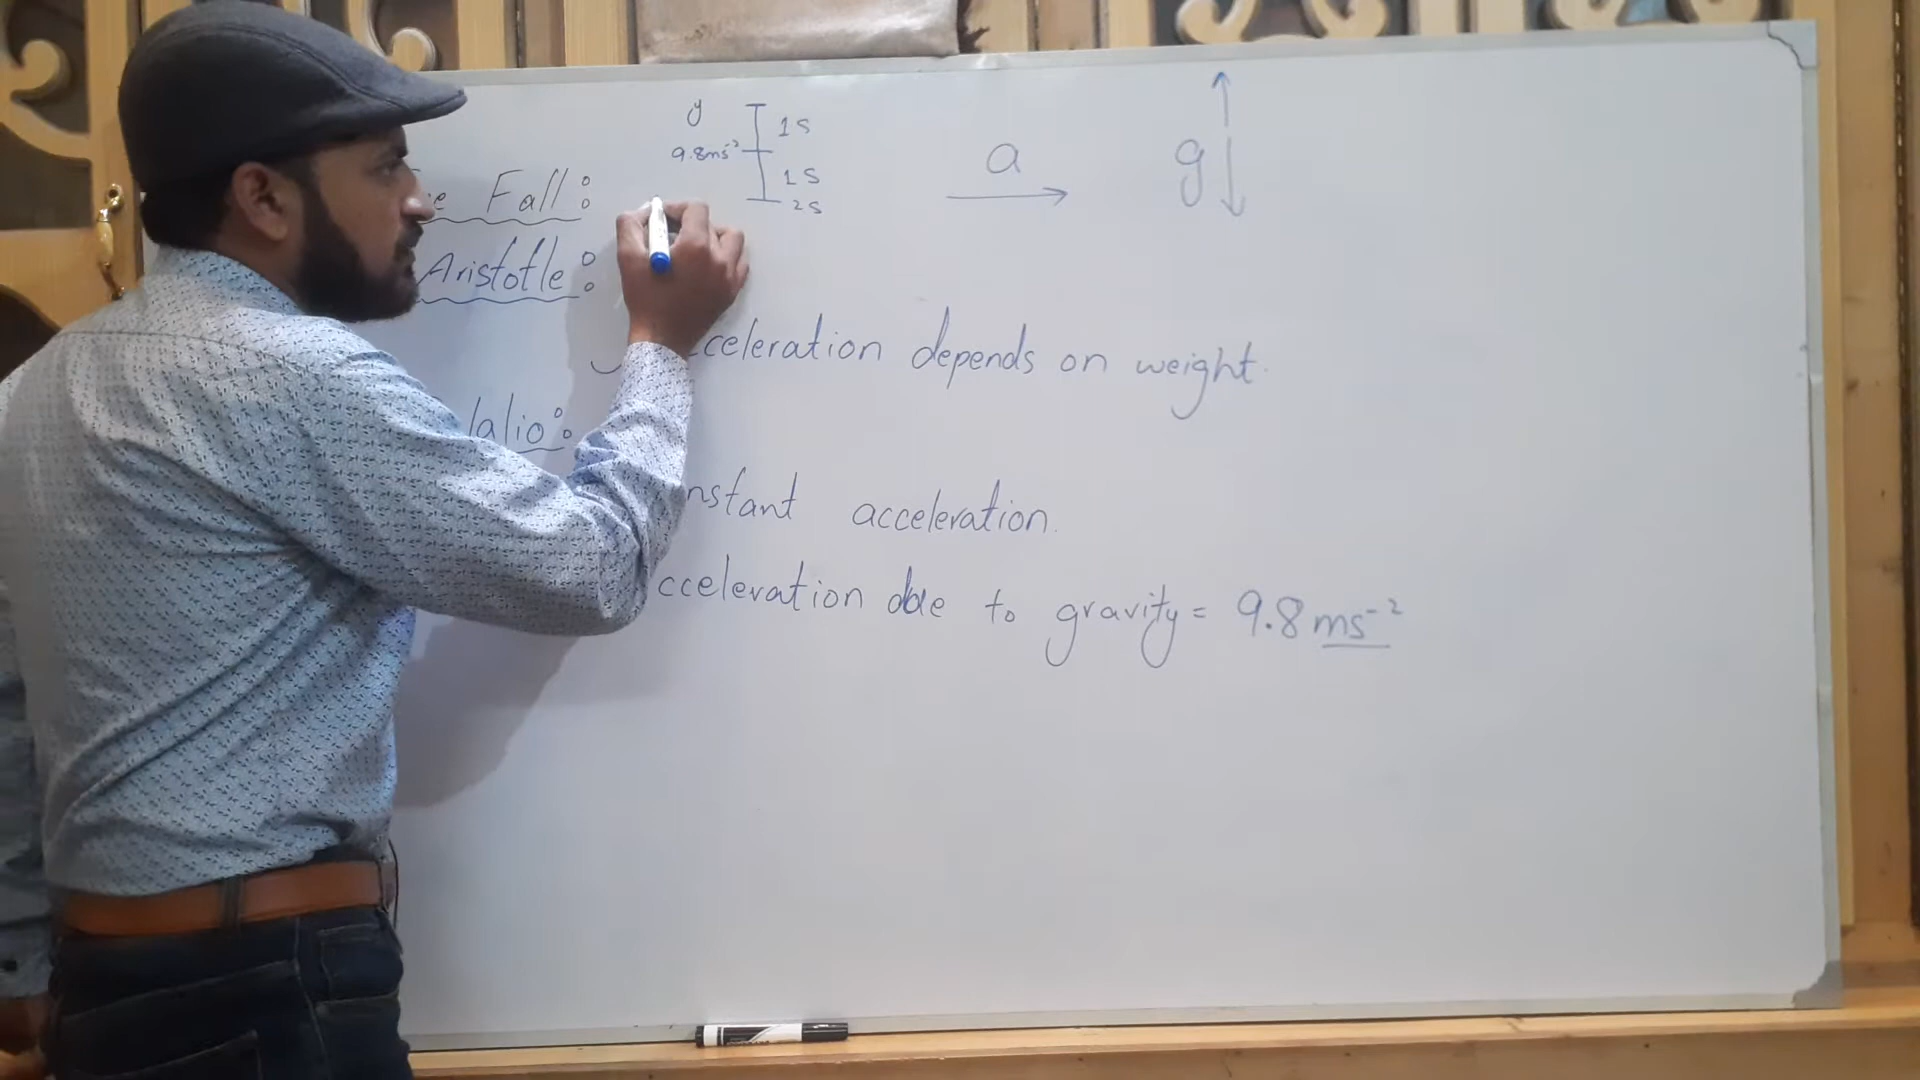 y
1s
9.8ms⁻²
1s
2s
a
g
e Fall:
Aristotle:
cceleration depends on weight.
lalio:
nstant acceleration.
cceleration due to gravity = 9.8 ms⁻²